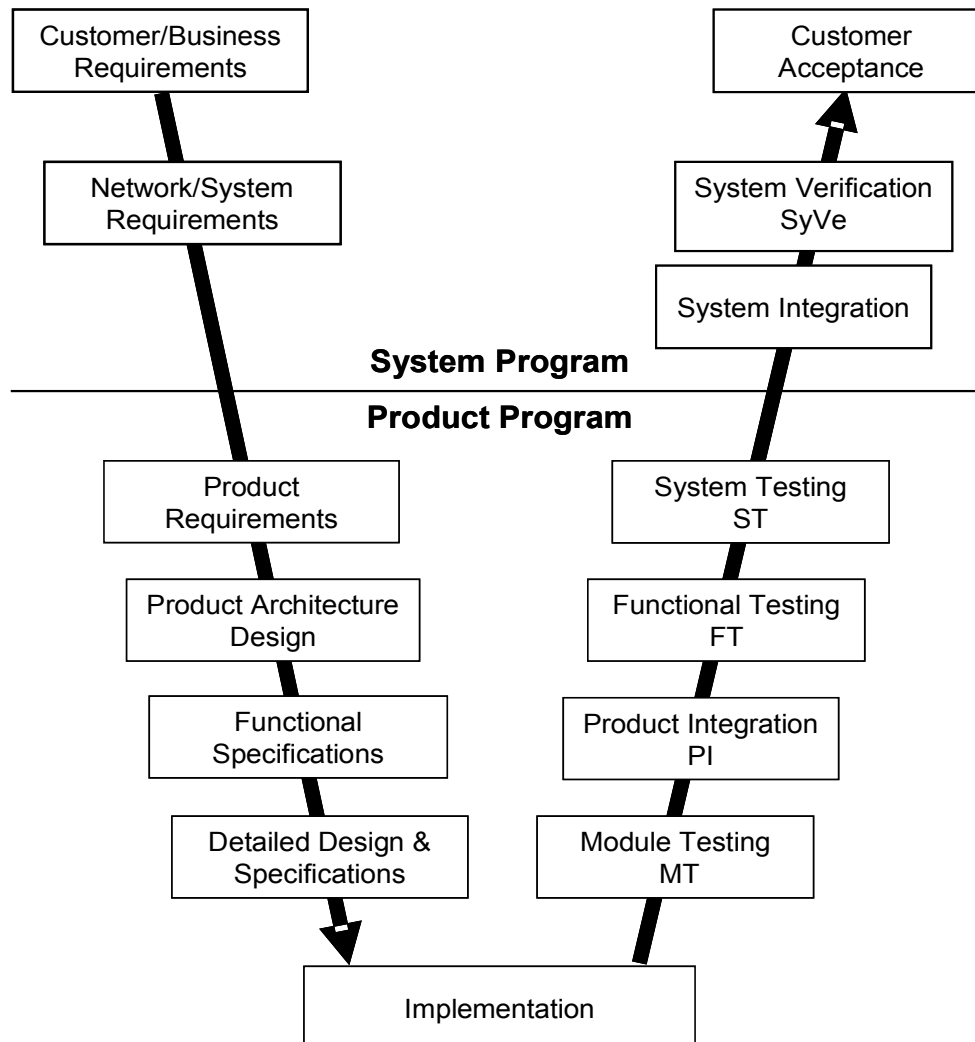 Customer/Business
Requirements
Customer
Acceptance
Network/System
Requirements
System Verification
SyVe
System Integration
System Program
Product Program
Product
Requirements
System Testing
ST
Product Architecture
Design
Functional Testing
FT
Functional
Specifications
Product Integration
PI
Detailed Design &
Specifications
Module Testing
MT
Implementation